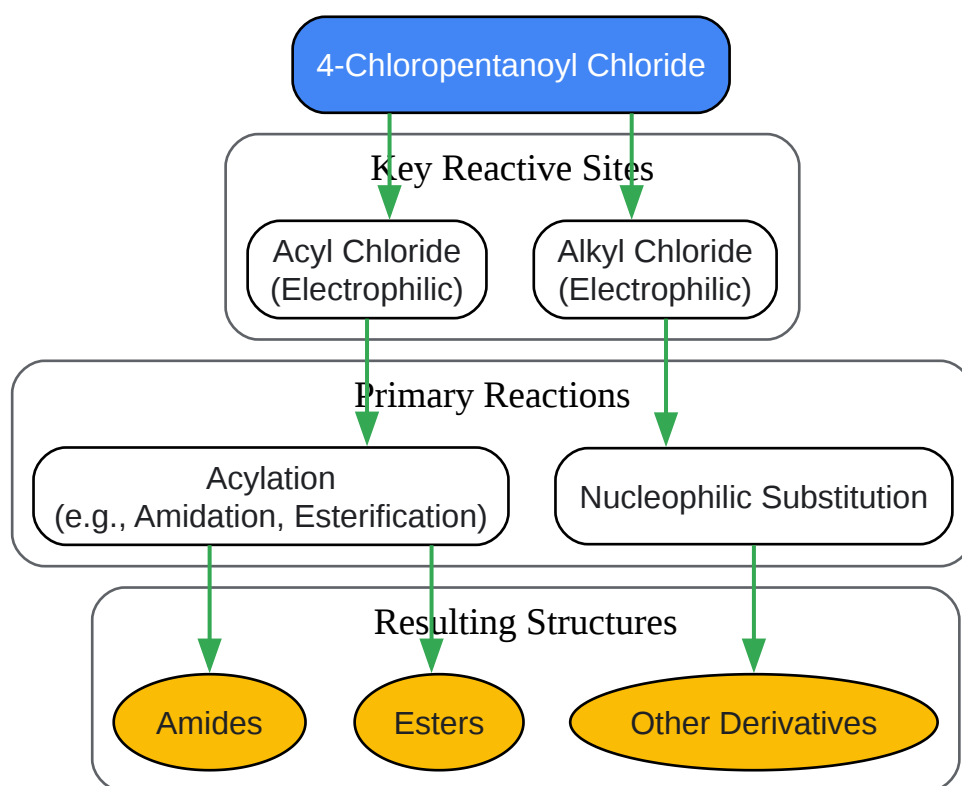 4-Chloropentanoyl Chloride
Key Reactive Sites
Acyl Chloride
(Electrophilic)
Alkyl Chloride
(Electrophilic)
Primary Reactions
Acylation
(e.g., Amidation, Esterification)
Nucleophilic Substitution
Resulting Structures
Amides
Esters
Other Derivatives